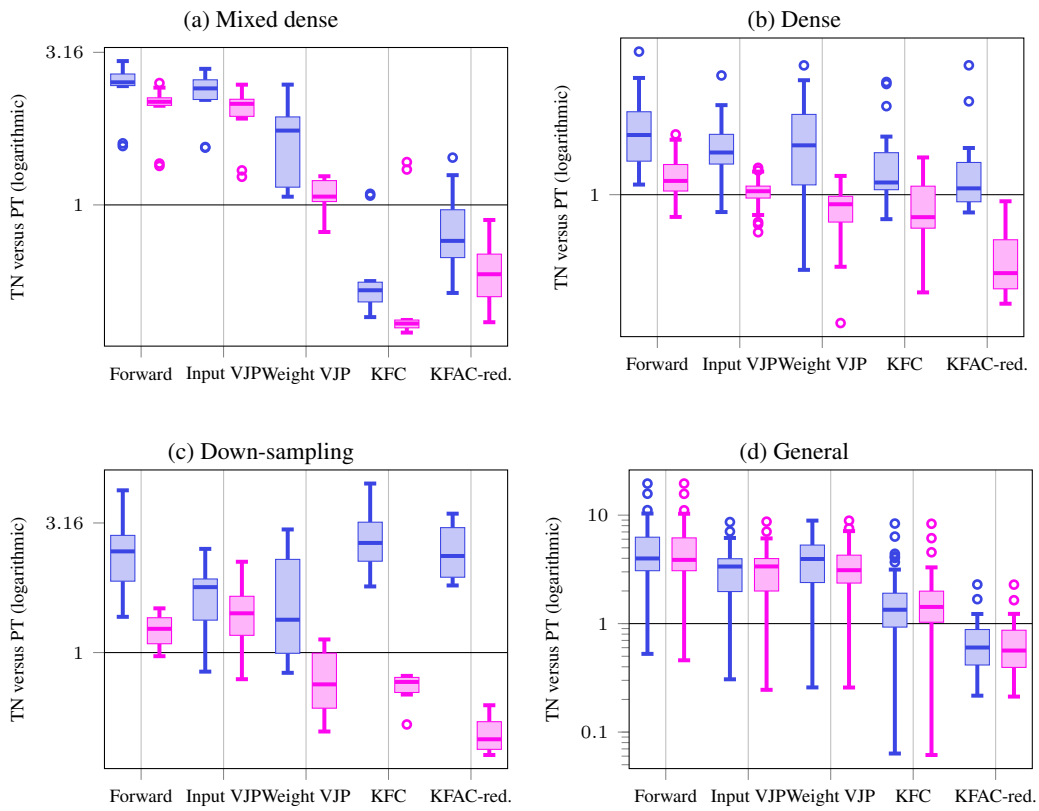 (a) Mixed dense
3.16
1
TN versus PT (logarithmic)
Forward Input VJP Weight VJP KFC KFAC-red.
(b) Dense
1
TN versus PT (logarithmic)
Forward Input VJP Weight VJP KFC KFAC-red.
(c) Down-sampling
3.16
1
TN versus PT (logarithmic)
Forward Input VJP Weight VJP KFC KFAC-red.
(d) General
10
1
0.1
TN versus PT (logarithmic)
Forward Input VJP Weight VJP KFC KFAC-red.